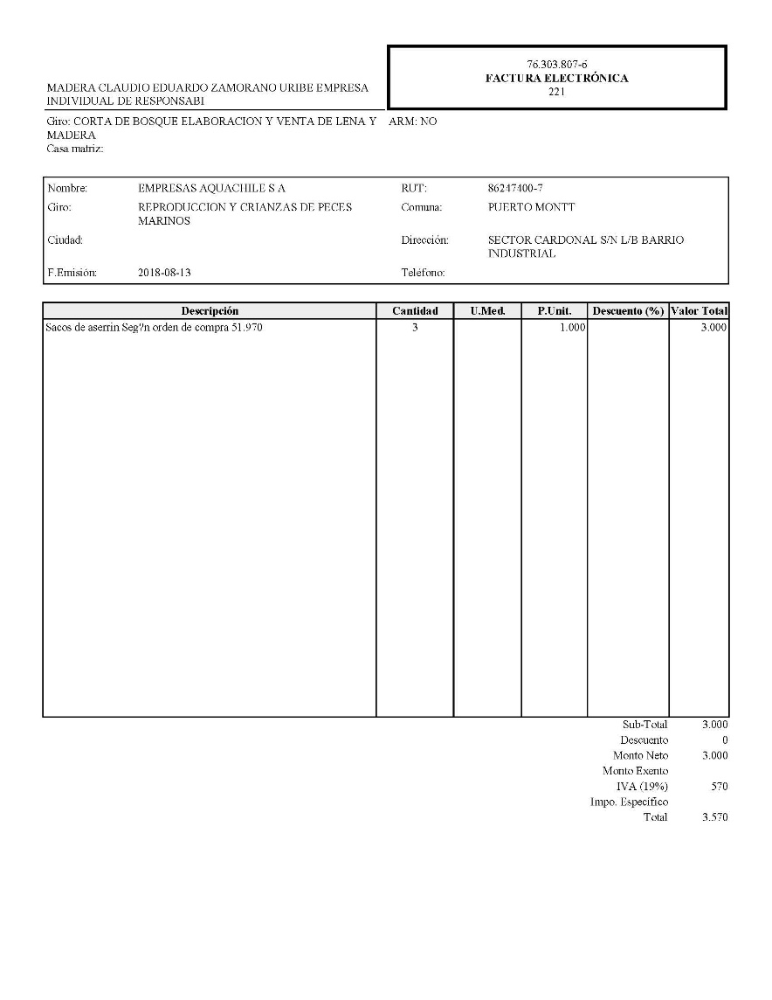 76.303.807-6
FACTURA ELECTRÓNICA
221
MADERA CLAUDIO EDUARDO ZAMORANO URIBE EMPRESA
INDIVIDUAL DE RESPONSABI
Giro: CORTA DE BOSQUE ELABORACION Y VENTA DE LENA Y ARM: NO
MADERA
Casa matriz:
Nombre: EMPRESAS AQUACHILE S A RUT: 86247400-7
Giro: REPRODUCCION Y CRIANZAS DE PECES Comuna: PUERTO MONTT
MARINOS
Ciudad: Dirección: SECTOR CARDONAL S/N L/B BARRIO
INDUSTRIAL
F.Emisión: 2018-08-13 Teléfono:
Descripción Cantidad U.Med. P.Unit. Descuento (%) Valor Total
Sacos de aserrin Seg?n orden de compra 51.970 3 1.000 3.000
Sub-Total 3.000
Descuento 0
Monto Neto 3.000
Monto Exento
IVA (19%) 570
Impo. Específico
Total 3.570